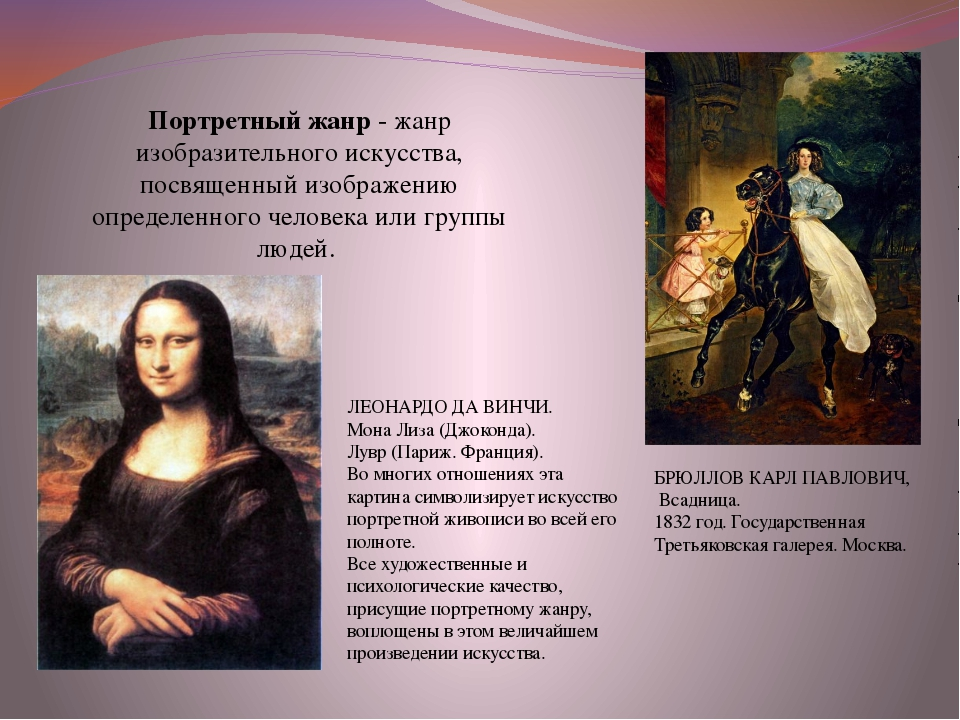 Портретный жанр - жанр
изобразительного искусства,
посвященный изображению
определенного человека или группы
людей.
ЛЕОНАРДО ДА ВИНЧИ.
Мона Лиза (Джоконда).
Лувр (Париж. Франция).
Во многих отношениях эта
картина символизирует искусство
портретной живописи во всей его
полноте.
Все художественные и
психологические качество,
присущие портретному жанру,
воплощены в этом величайшем
произведении искусства.
БРЮЛЛОВ КАРЛ ПАВЛОВИЧ,
Всадница.
1832 год. Государственная
Третьяковская галерея. Москва.